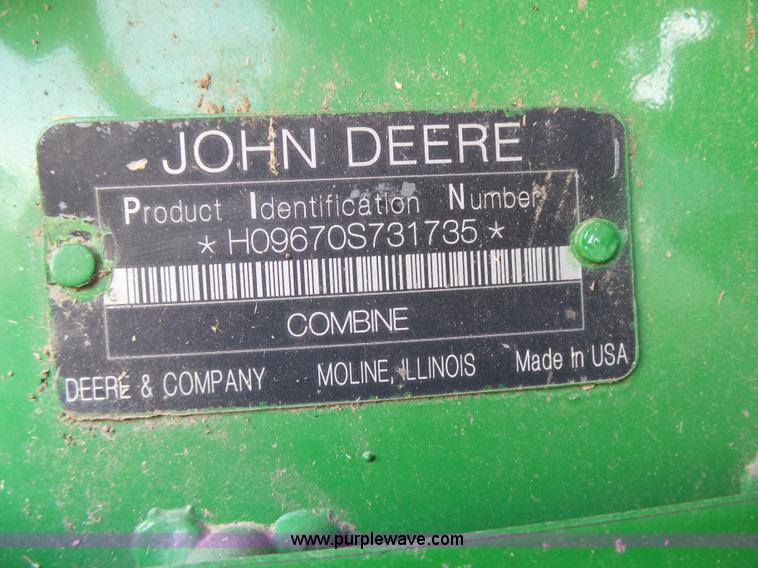 JOHN DEERE
Product Identification Number
* H09670S731735 *
COMBINE
DEERE & COMPANY MOLINE, ILLINOIS Made In USA
www.purplewave.com